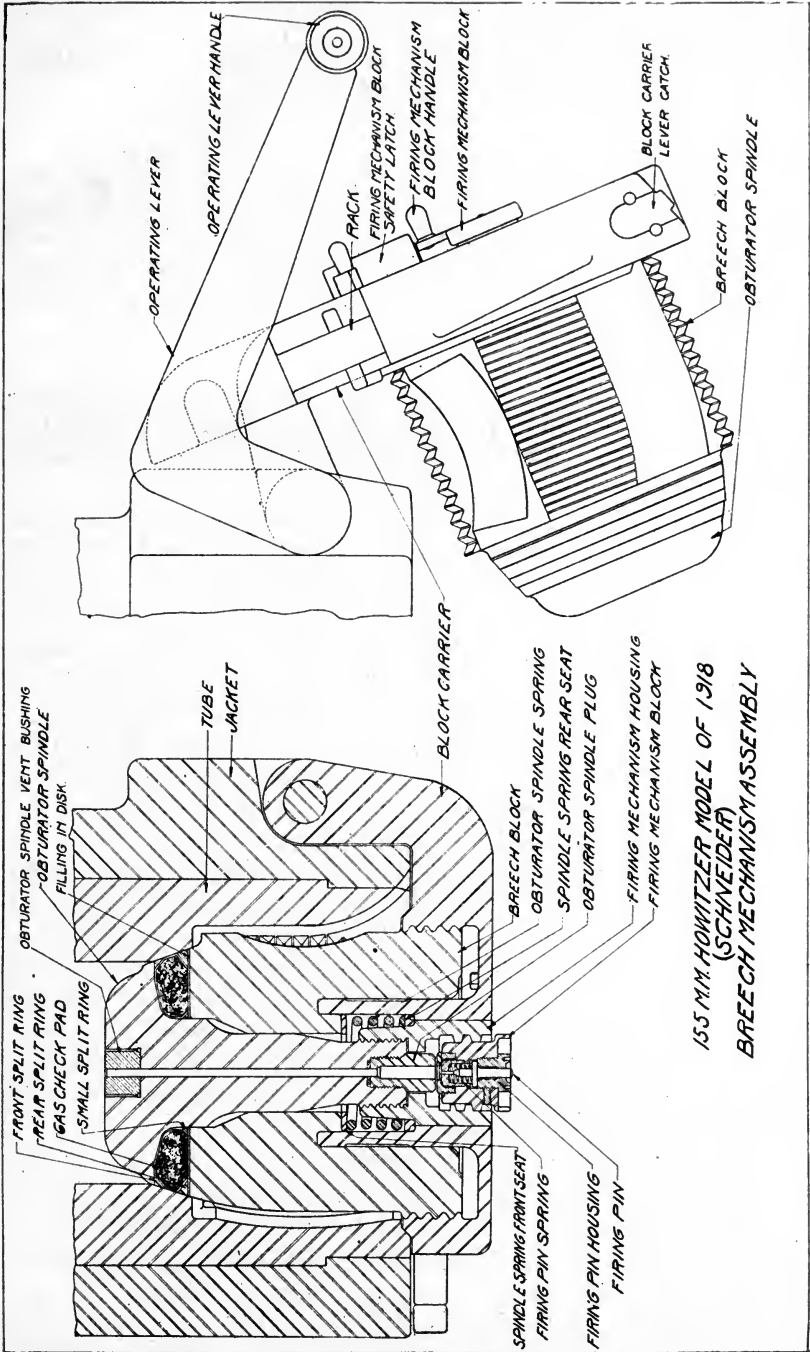 FRONT SPLIT RING
REAR SPLIT RING
GAS CHECK PAD
SMALL SPLIT RING
OBTURATOR SPINDLE VENT BUSHING
OBTURATOR SPINDLE
FILLING IN DISK.
TUBE
JACKET
BLOCK CARRIER
BREECH BLOCK
OBTURATOR SPINDLE SPRING
SPINDLE SPRING REAR SEAT
OBTURATOR SPINDLE PLUG
FIRING MECHANISM HOUSING
FIRING MECHANISM BLOCK
SPINDLE SPRING FRONT SEAT
FIRING PIN SPRING
FIRING PIN HOUSING
FIRING PIN
OPERATING LEVER
OPERATING LEVER HANDLE
RACK.
FIRING MECHANISM BLOCK
SAFETY LATCH.
FIRING MECHANISM
BLOCK HANDLE
FIRING MECHANISM BLOCK
BLOCK CARRIER
LEVER CATCH.
BREECH BLOCK
OBTURATOR SPINDLE
155 M.M. HOWITZER MODEL OF 1918
(SCHNEIDER)
BREECH MECHANISM ASSEMBLY